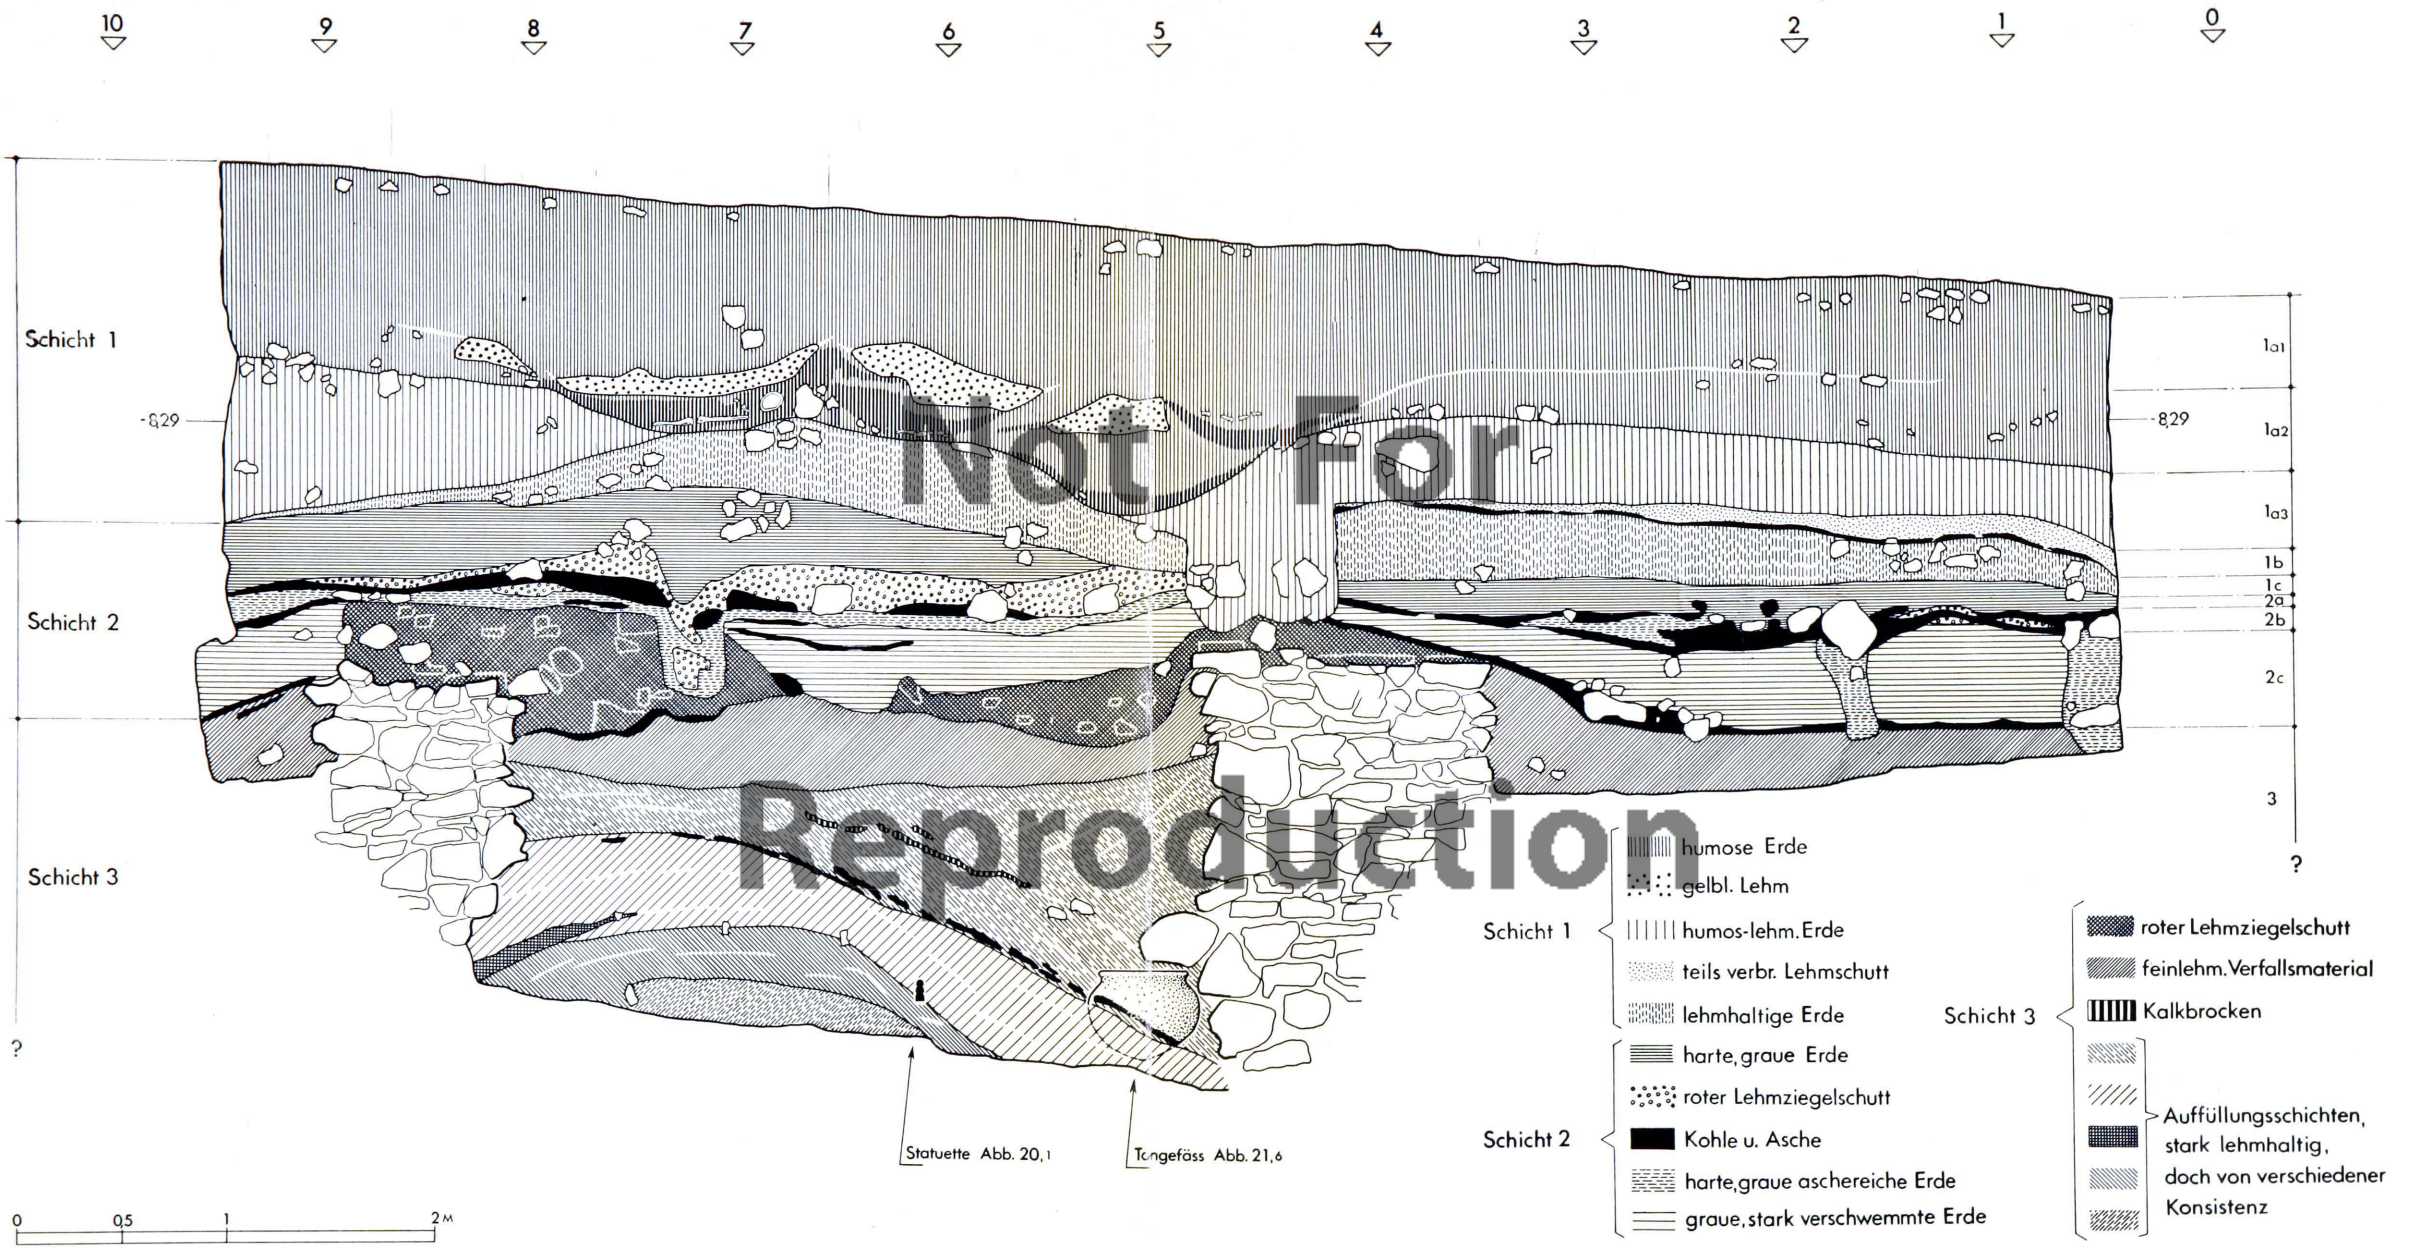 10 9 8 7 6 5 4 3 2 1 0
Schicht 1
Schicht 2
Schicht 3
-8,29
-8,29
1a1
1a2
1a3
1b
1c
2a
2b
2c
3
?
?
Not For
Reproduction
Statuette Abb. 20,1
Tongefäss Abb. 21,6
0 0,5 1 2 M
Schicht 1
humose Erde
gelbl. Lehm
humos-lehm. Erde
teils verbr. Lehmschutt
lehmhaltige Erde
Schicht 2
harte, graue Erde
roter Lehmziegelschutt
Kohle u. Asche
harte, graue aschereiche Erde
graue, stark verschwemmte Erde
Schicht 3
roter Lehmziegelschutt
feinlehm. Verfallsmaterial
Kalkbrocken
Auffüllungsschichten,
stark lehmhaltig,
doch von verschiedener
Konsistenz